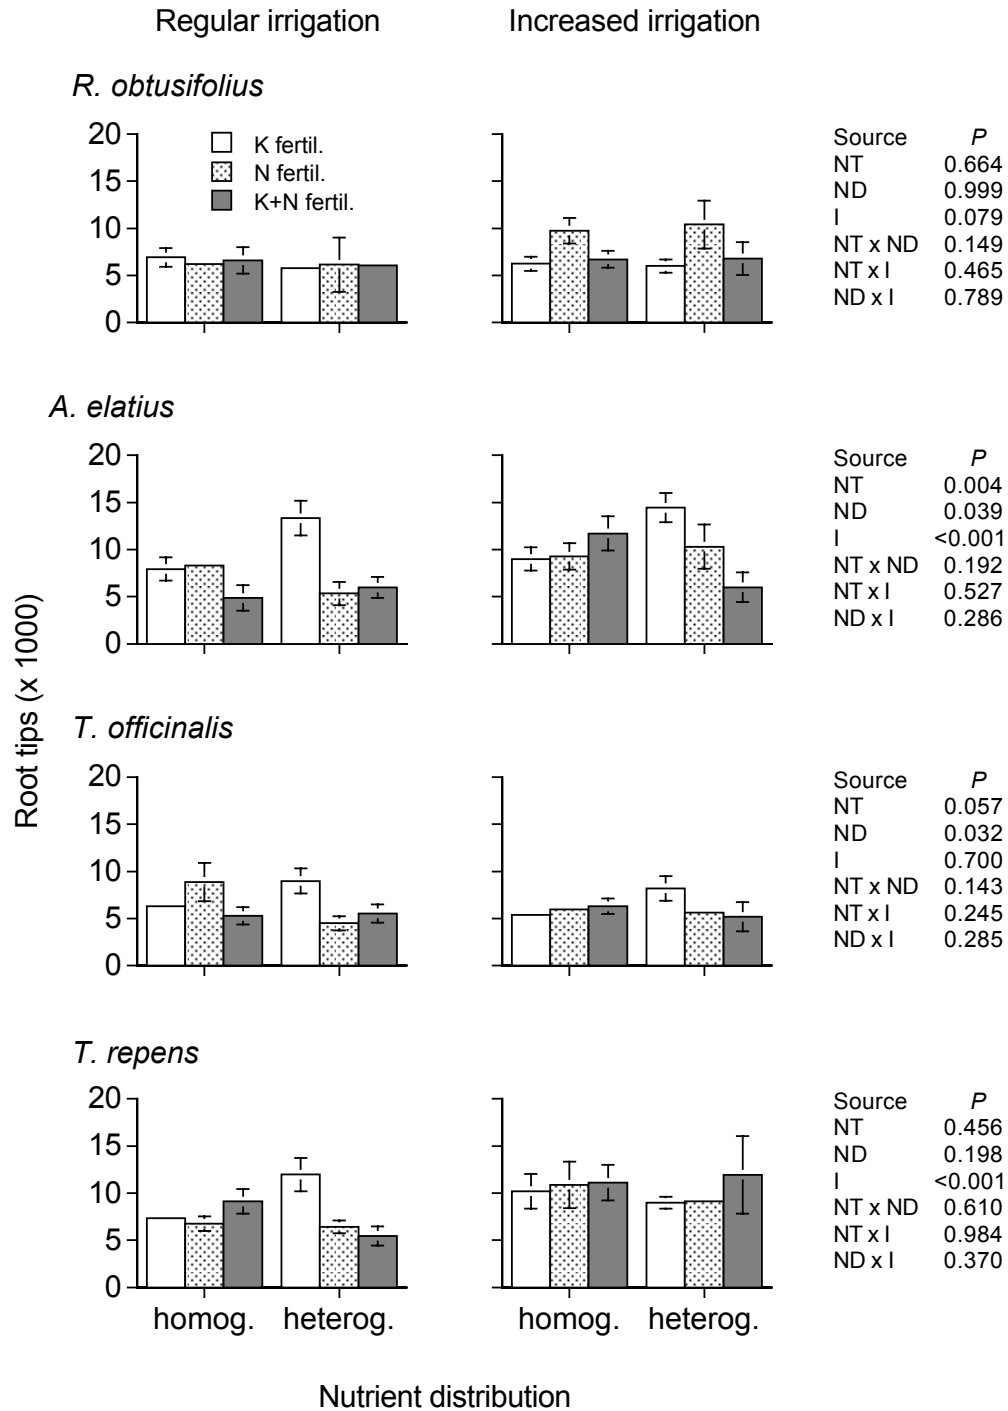 Regular irrigation Increased irrigation
R. obtusifolius
20
15
10
5
0
K fertil.
N fertil.
K+N fertil.
Source P
NT 0.664
ND 0.999
I 0.079
NT x ND 0.149
NT x I 0.465
ND x I 0.789
A. elatius
20
15
10
5
0
Source P
NT 0.004
ND 0.039
I <0.001
NT x ND 0.192
NT x I 0.527
ND x I 0.286
Root tips (x 1000)
T. officinalis
20
15
10
5
0
Source P
NT 0.057
ND 0.032
I 0.700
NT x ND 0.143
NT x I 0.245
ND x I 0.285
T. repens
20
15
10
5
0
Source P
NT 0.456
ND 0.198
I <0.001
NT x ND 0.610
NT x I 0.984
ND x I 0.370
homog. heterog. homog. heterog.
Nutrient distribution